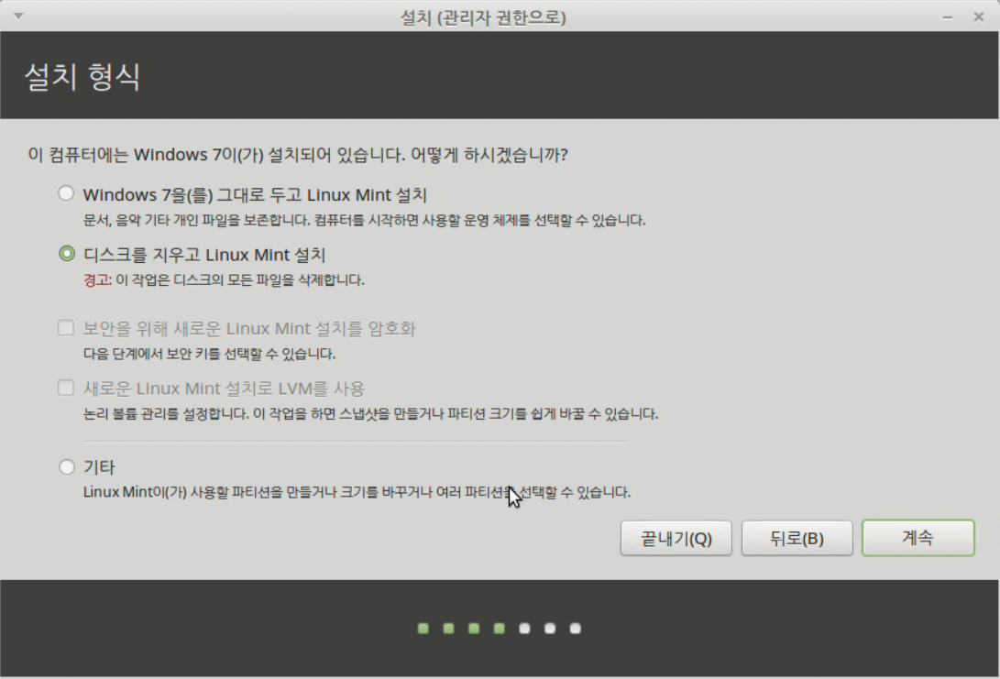 설치 (관리자 권한으로)
설치 형식
이 컴퓨터에는 Windows 7이(가) 설치되어 있습니다. 어떻게 하시겠습니까?
Windows 7을(를) 그대로 두고 Linux Mint 설치
문서, 음악 기타 개인 파일을 보존합니다. 컴퓨터를 시작하면 사용할 운영 체제를 선택할 수 있습니다.
디스크를 지우고 Linux Mint 설치
경고: 이 작업은 디스크의 모든 파일을 삭제합니다.
보안을 위해 새로운 Linux Mint 설치를 암호화
다음 단계에서 보안 키를 선택할 수 있습니다.
새로운 Linux Mint 설치로 LVM를 사용
논리 볼륨 관리를 설정합니다. 이 작업을 하면 스냅샷을 만들거나 파티션 크기를 쉽게 바꿀 수 있습니다.
기타
Linux Mint이(가) 사용할 파티션을 만들거나 크기를 바꾸거나 여러 파티션을 선택할 수 있습니다.
끝내기(Q) 뒤로(B) 계속